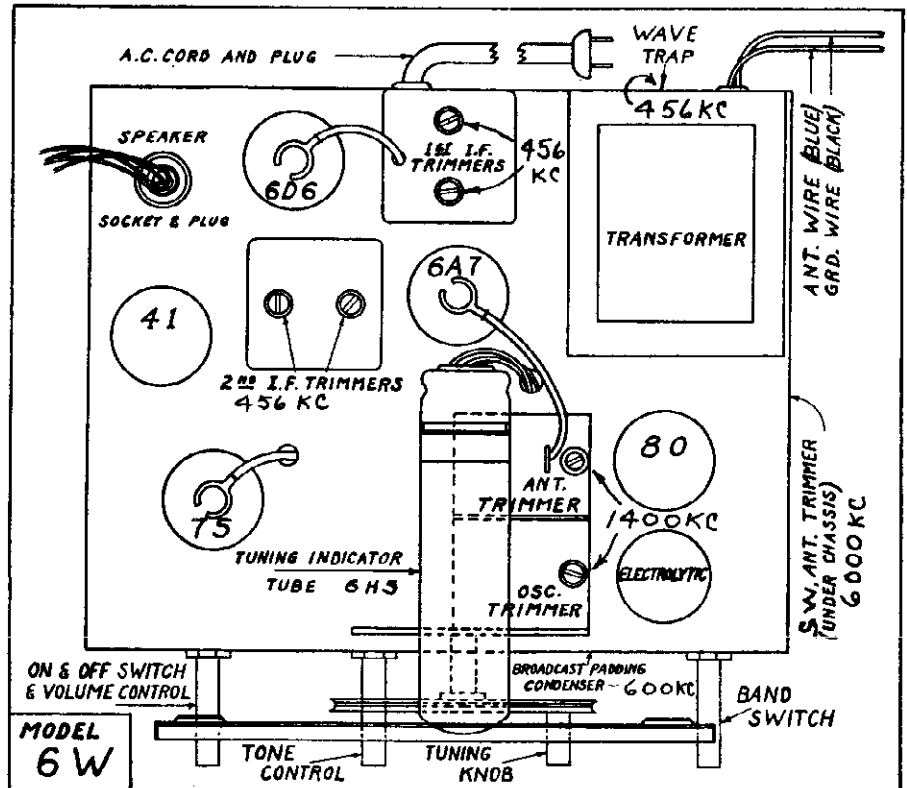 A.C. CORD AND PLUG
WAVE
TRAP
456 KC
ANT. WIRE (BLUE)
GRD. WIRE (BLACK)
SPEAKER
SOCKET & PLUG
6D6
1st I.F.
TRIMMERS
456
KC
TRANSFORMER
6A7
41
2ND I.F. TRIMMERS
456 KC
75
80
ANT.
TRIMMER
1400KC
TUNING INDICATOR
TUBE 6H5
OSC.
TRIMMER
ELECTROLYTIC
S.W. ANT. TRIMMER
(UNDER CHASSIS)
6000KC
ON & OFF SWITCH
& VOLUME CONTROL
BROADCAST PADDING
CONDENSER - 600KC
BAND
SWITCH
MODEL
6W
TONE
CONTROL
TUNING
KNOB